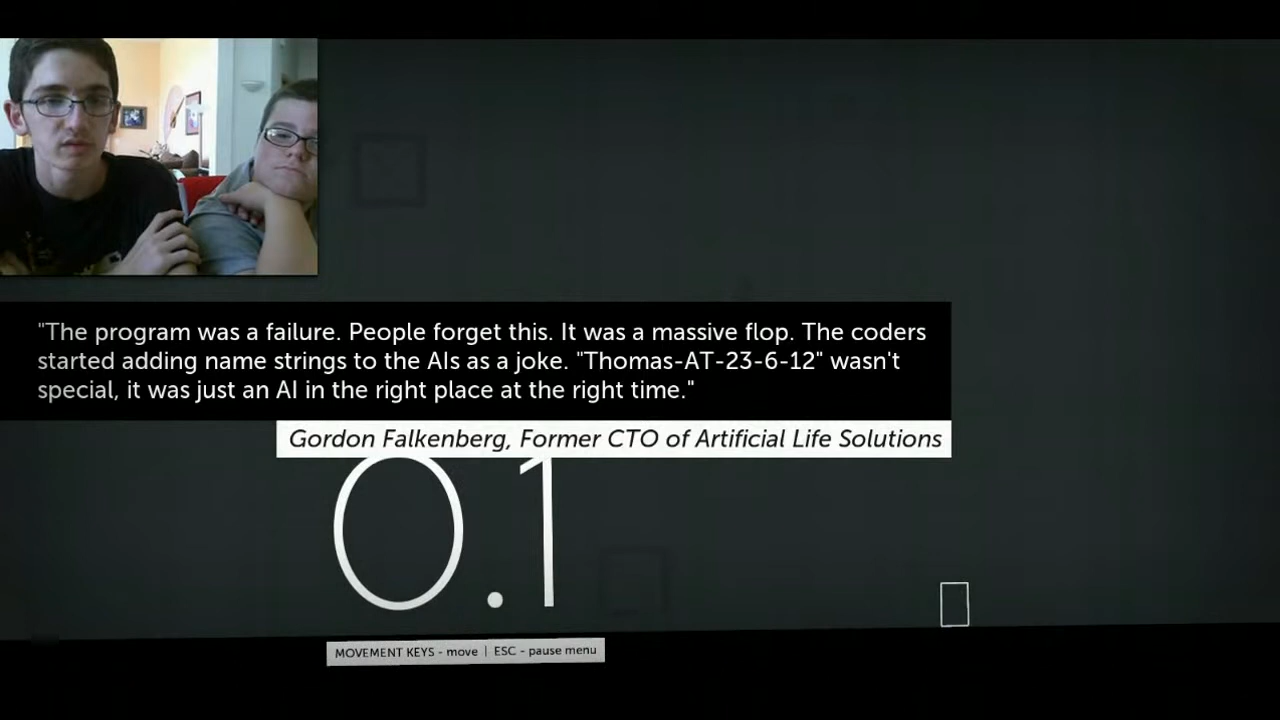 "The program was a failure. People forget this. It was a massive flop. The coders
started adding name strings to the AIs as a joke. "Thomas-AT-23-6-12" wasn't
special, it was just an AI in the right place at the right time."
Gordon Falkenberg, Former CTO of Artificial Life Solutions
0.1
MOVEMENT KEYS - move | ESC - pause menu